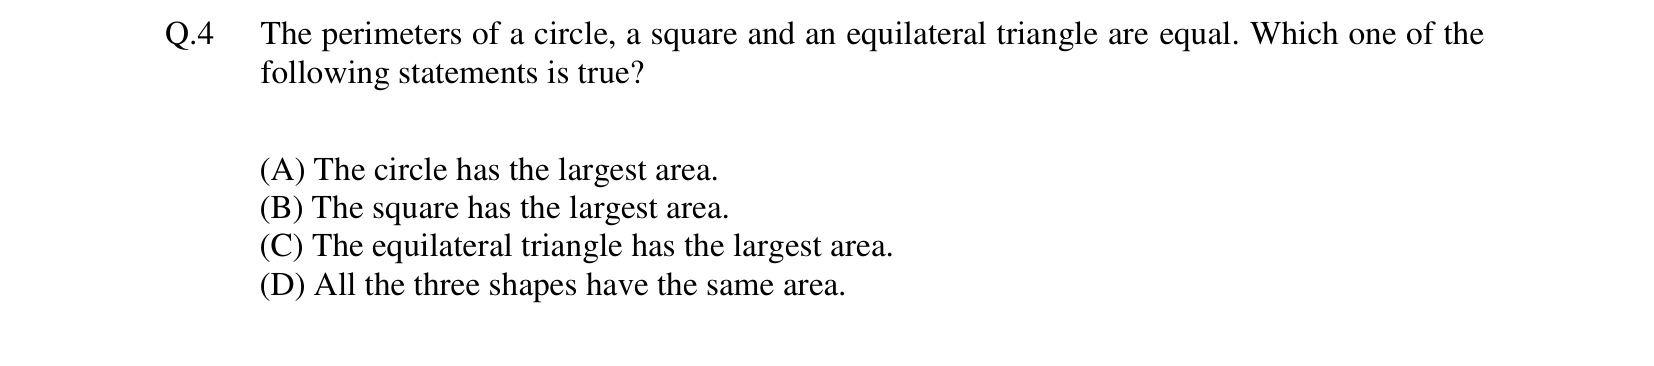 Q.4 The perimeters of a circle, a square and an equilateral triangle are equal. Which one of the
following statements is true?
(A) The circle has the largest area.
(B) The square has the largest area.
(C) The equilateral triangle has the largest area.
(D) All the three shapes have the same area.